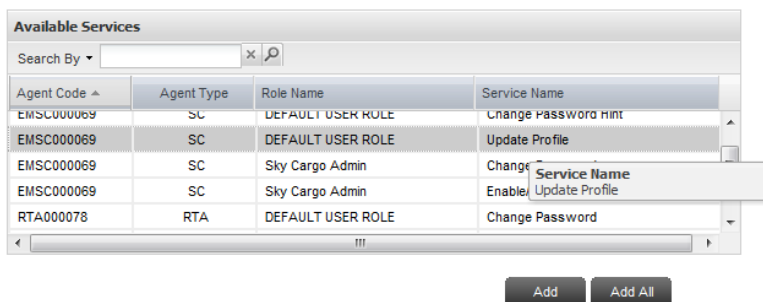 Available Services
Search By
Agent Code Agent Type Role Name Service Name
EMSC000069 SC DEFAULT USER ROLE Change Password Hint
EMSC000069 SC DEFAULT USER ROLE Update Profile
EMSC000069 SC Sky Cargo Admin Change
EMSC000069 SC Sky Cargo Admin Enable/
Service Name
Update Profile
RTA000078 RTA DEFAULT USER ROLE Change Password
Add Add All